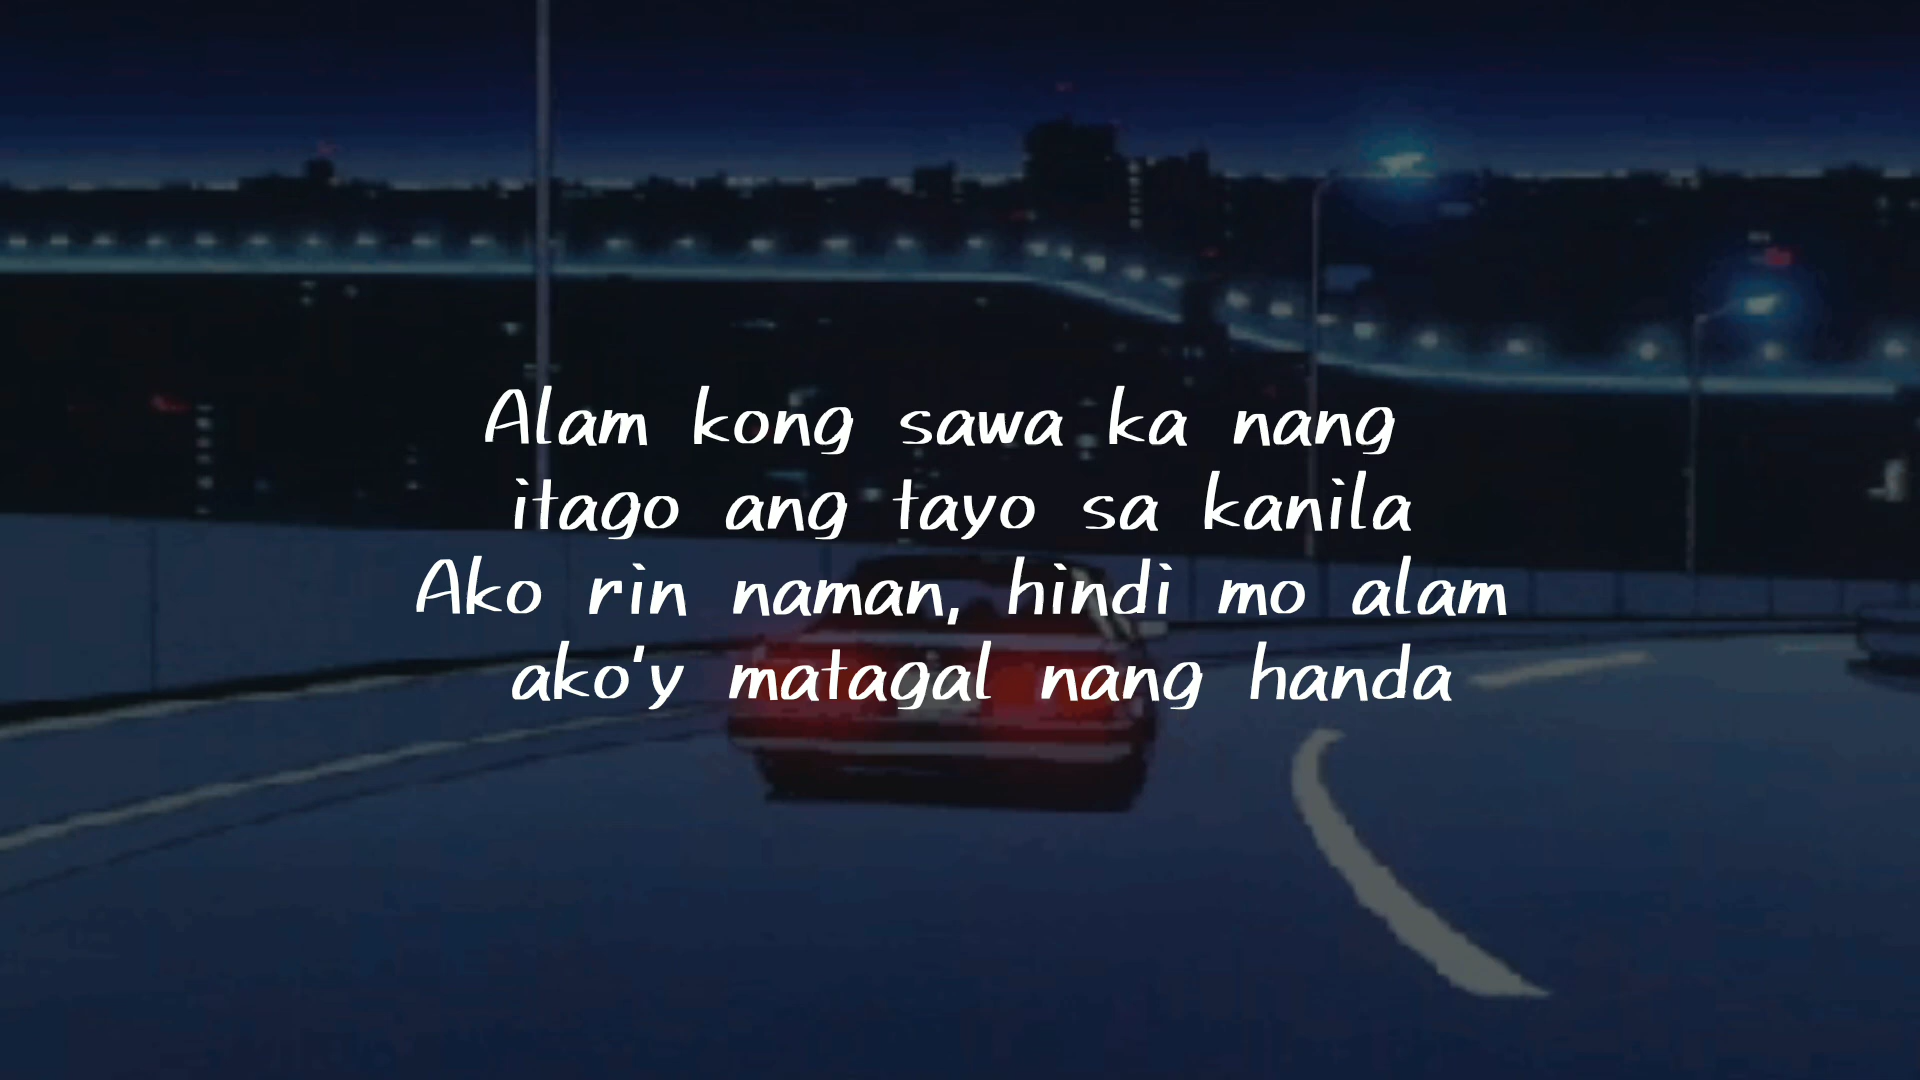 Alam kong sawa ka nang
itago ang tayo sa kanila
Ako rin naman, hindi mo alam
ako'y matagal nang handa